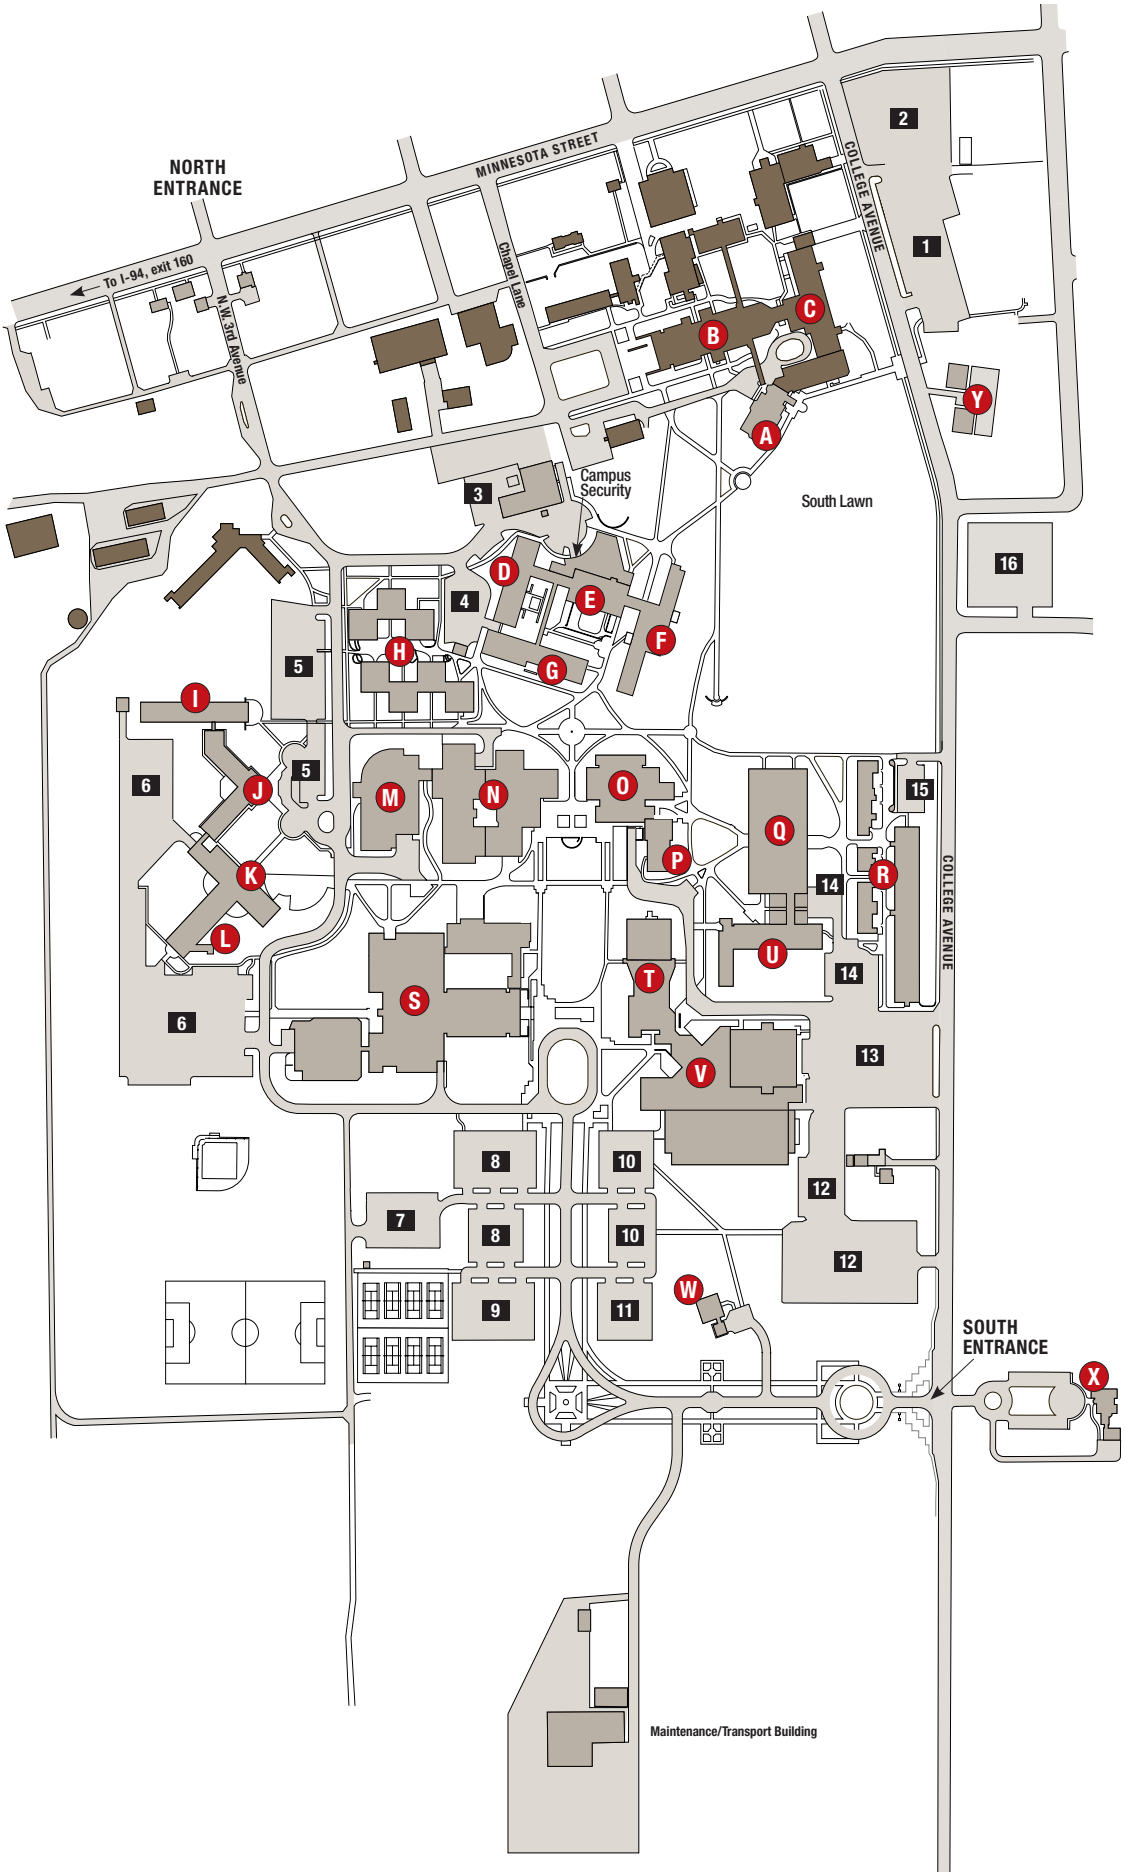 2
MINNESOTA STREET
NORTH
ENTRANCE
COLLEGE AVENUE
1
Chapel Lane
To I-94, exit 160
N.W. 3rd Avenue
C
B
Y
A
Campus
Security
3
South Lawn
16
D
E
4
F
H
G
5
I
5
6
J
M
N
O
15
Q
P
K
R
14
COLLEGE AVENUE
L
U
T
14
S
6
13
V
8
10
12
7
8
10
12
W
9
11
SOUTH
ENTRANCE
X
Maintenance/Transport Building